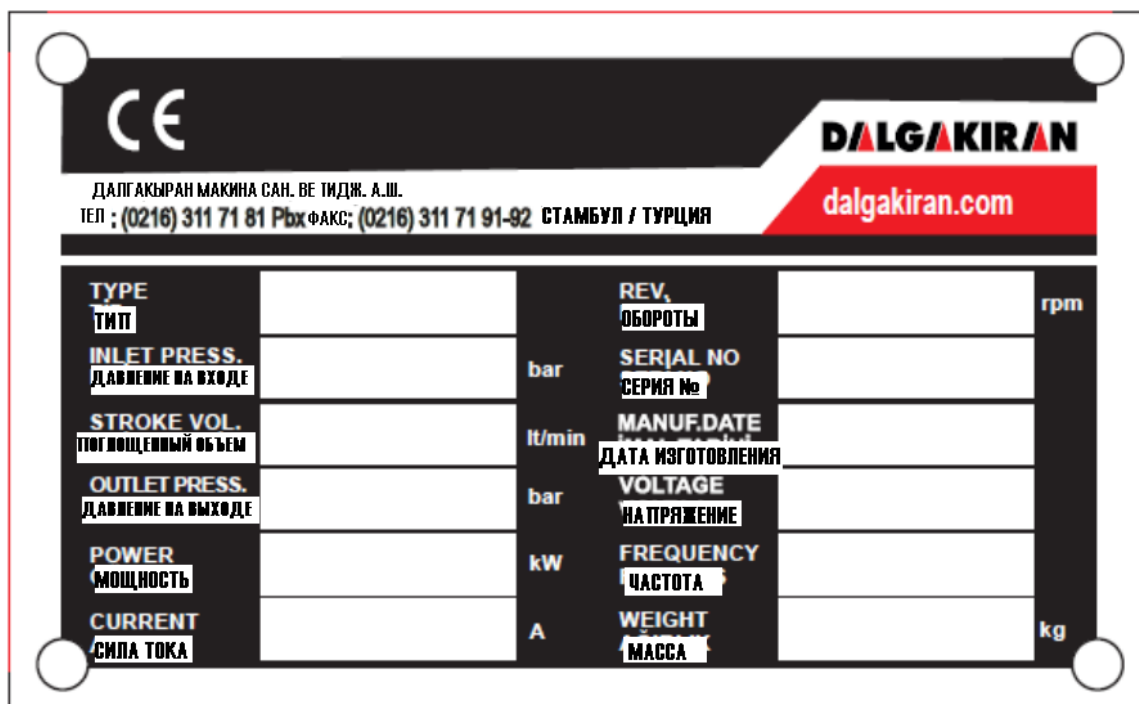 CE
DALGAKIRAN
ДАЛГАКЫРАН МАКИНА САН. ВЕ ТИДЖ. А.Ш.
ТЕЛ : (0216) 311 71 81 Pbx ФАКС: (0216) 311 71 91-92 СТАМБУЛ / ТУРЦИЯ
dalgakiran.com
TYPE
ТИП
REV.
ОБОРОТЫ
rpm
INLET PRESS.
ДАВЛЕНИЕ НА ВХОДЕ
bar
SERIAL NO
СЕРИЯ №
STROKE VOL.
ПОГЛОЩЕННЫЙ ОБЪЕМ
lt/min
MANUF.DATE
ДАТА ИЗГОТОВЛЕНИЯ
OUTLET PRESS.
ДАВЛЕНИЕ НА ВЫХОДЕ
bar
VOLTAGE
НАПРЯЖЕНИЕ
POWER
МОЩНОСТЬ
kW
FREQUENCY
ЧАСТОТА
CURRENT
СИЛА ТОКА
A
WEIGHT
МАССА
kg